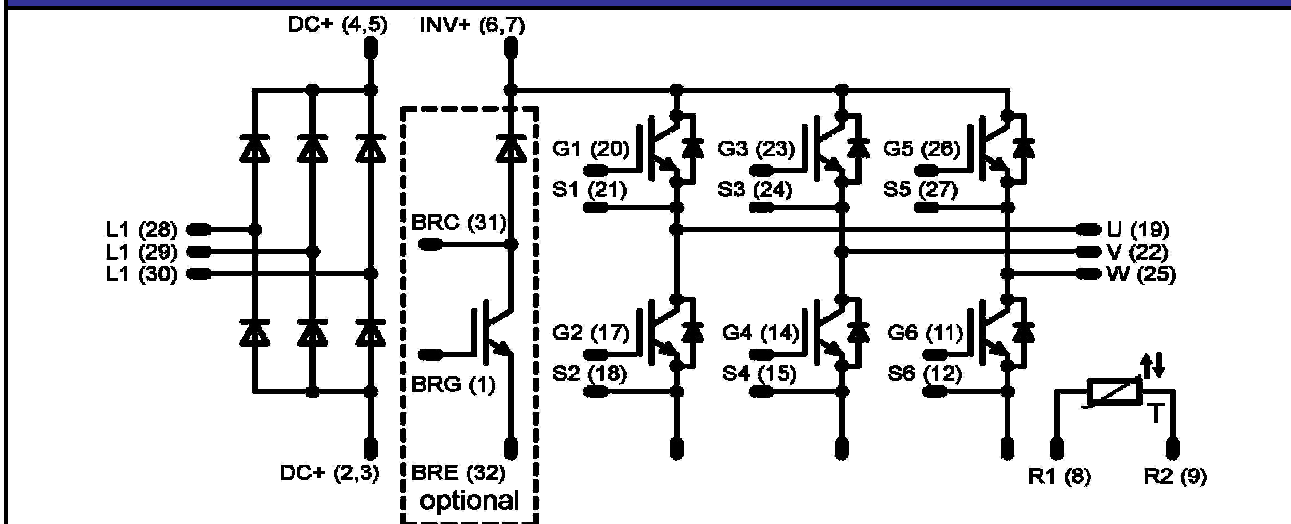 DC+ (4,5)
INV+ (6,7)
G1 (20)
G3 (23)
G5 (26)
S1 (21)
S3 (24)
S5 (27)
BRC (31)
L1 (28)
L1 (29)
L1 (30)
U (19)
V (22)
W (25)
G2 (17)
G4 (14)
G6 (11)
S2 (18)
S4 (15)
S6 (12)
BRG (1)
T
DC+ (2,3)
BRE (32)
R1 (8)
R2 (9)
optional